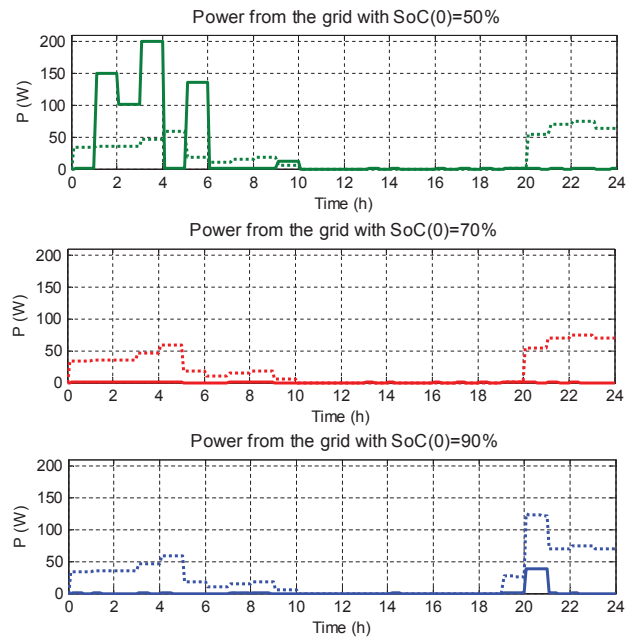 Power from the grid with SoC(0)=50%
200
150
100
50
0
P (W)
0 2 4 6 8 10 12 14 16 18 20 22 24
Time (h)
Power from the grid with SoC(0)=70%
200
150
100
50
0
P (W)
0 2 4 6 8 10 12 14 16 18 20 22 24
Time (h)
Power from the grid with SoC(0)=90%
200
150
100
50
0
P (W)
0 2 4 6 8 10 12 14 16 18 20 22 24
Time (h)